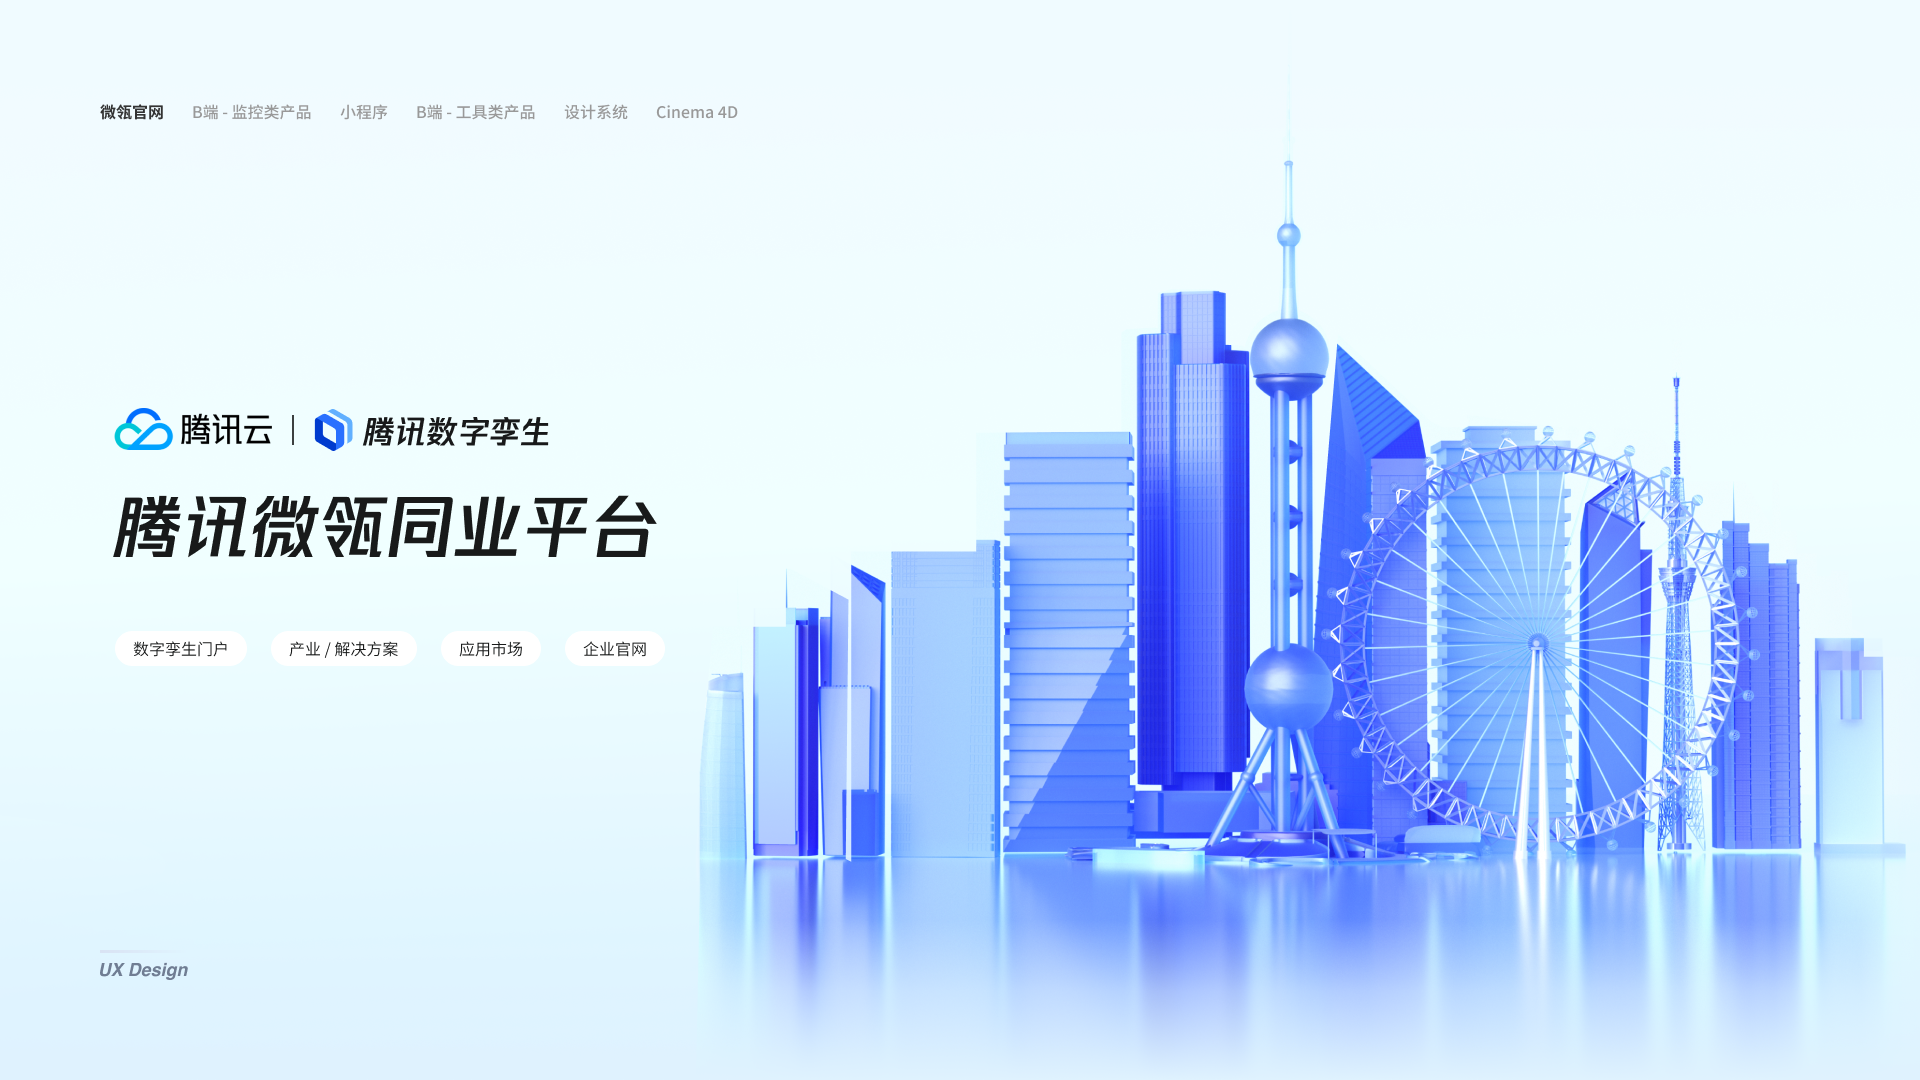 微瓴官网 B端 - 监控类产品 小程序 B端 - 工具类产品 设计系统 Cinema 4D
腾讯云 | 腾讯数字孪生
腾讯微瓴同业平台
数字孪生门户 产业 / 解决方案 应用市场 企业官网
UX Design